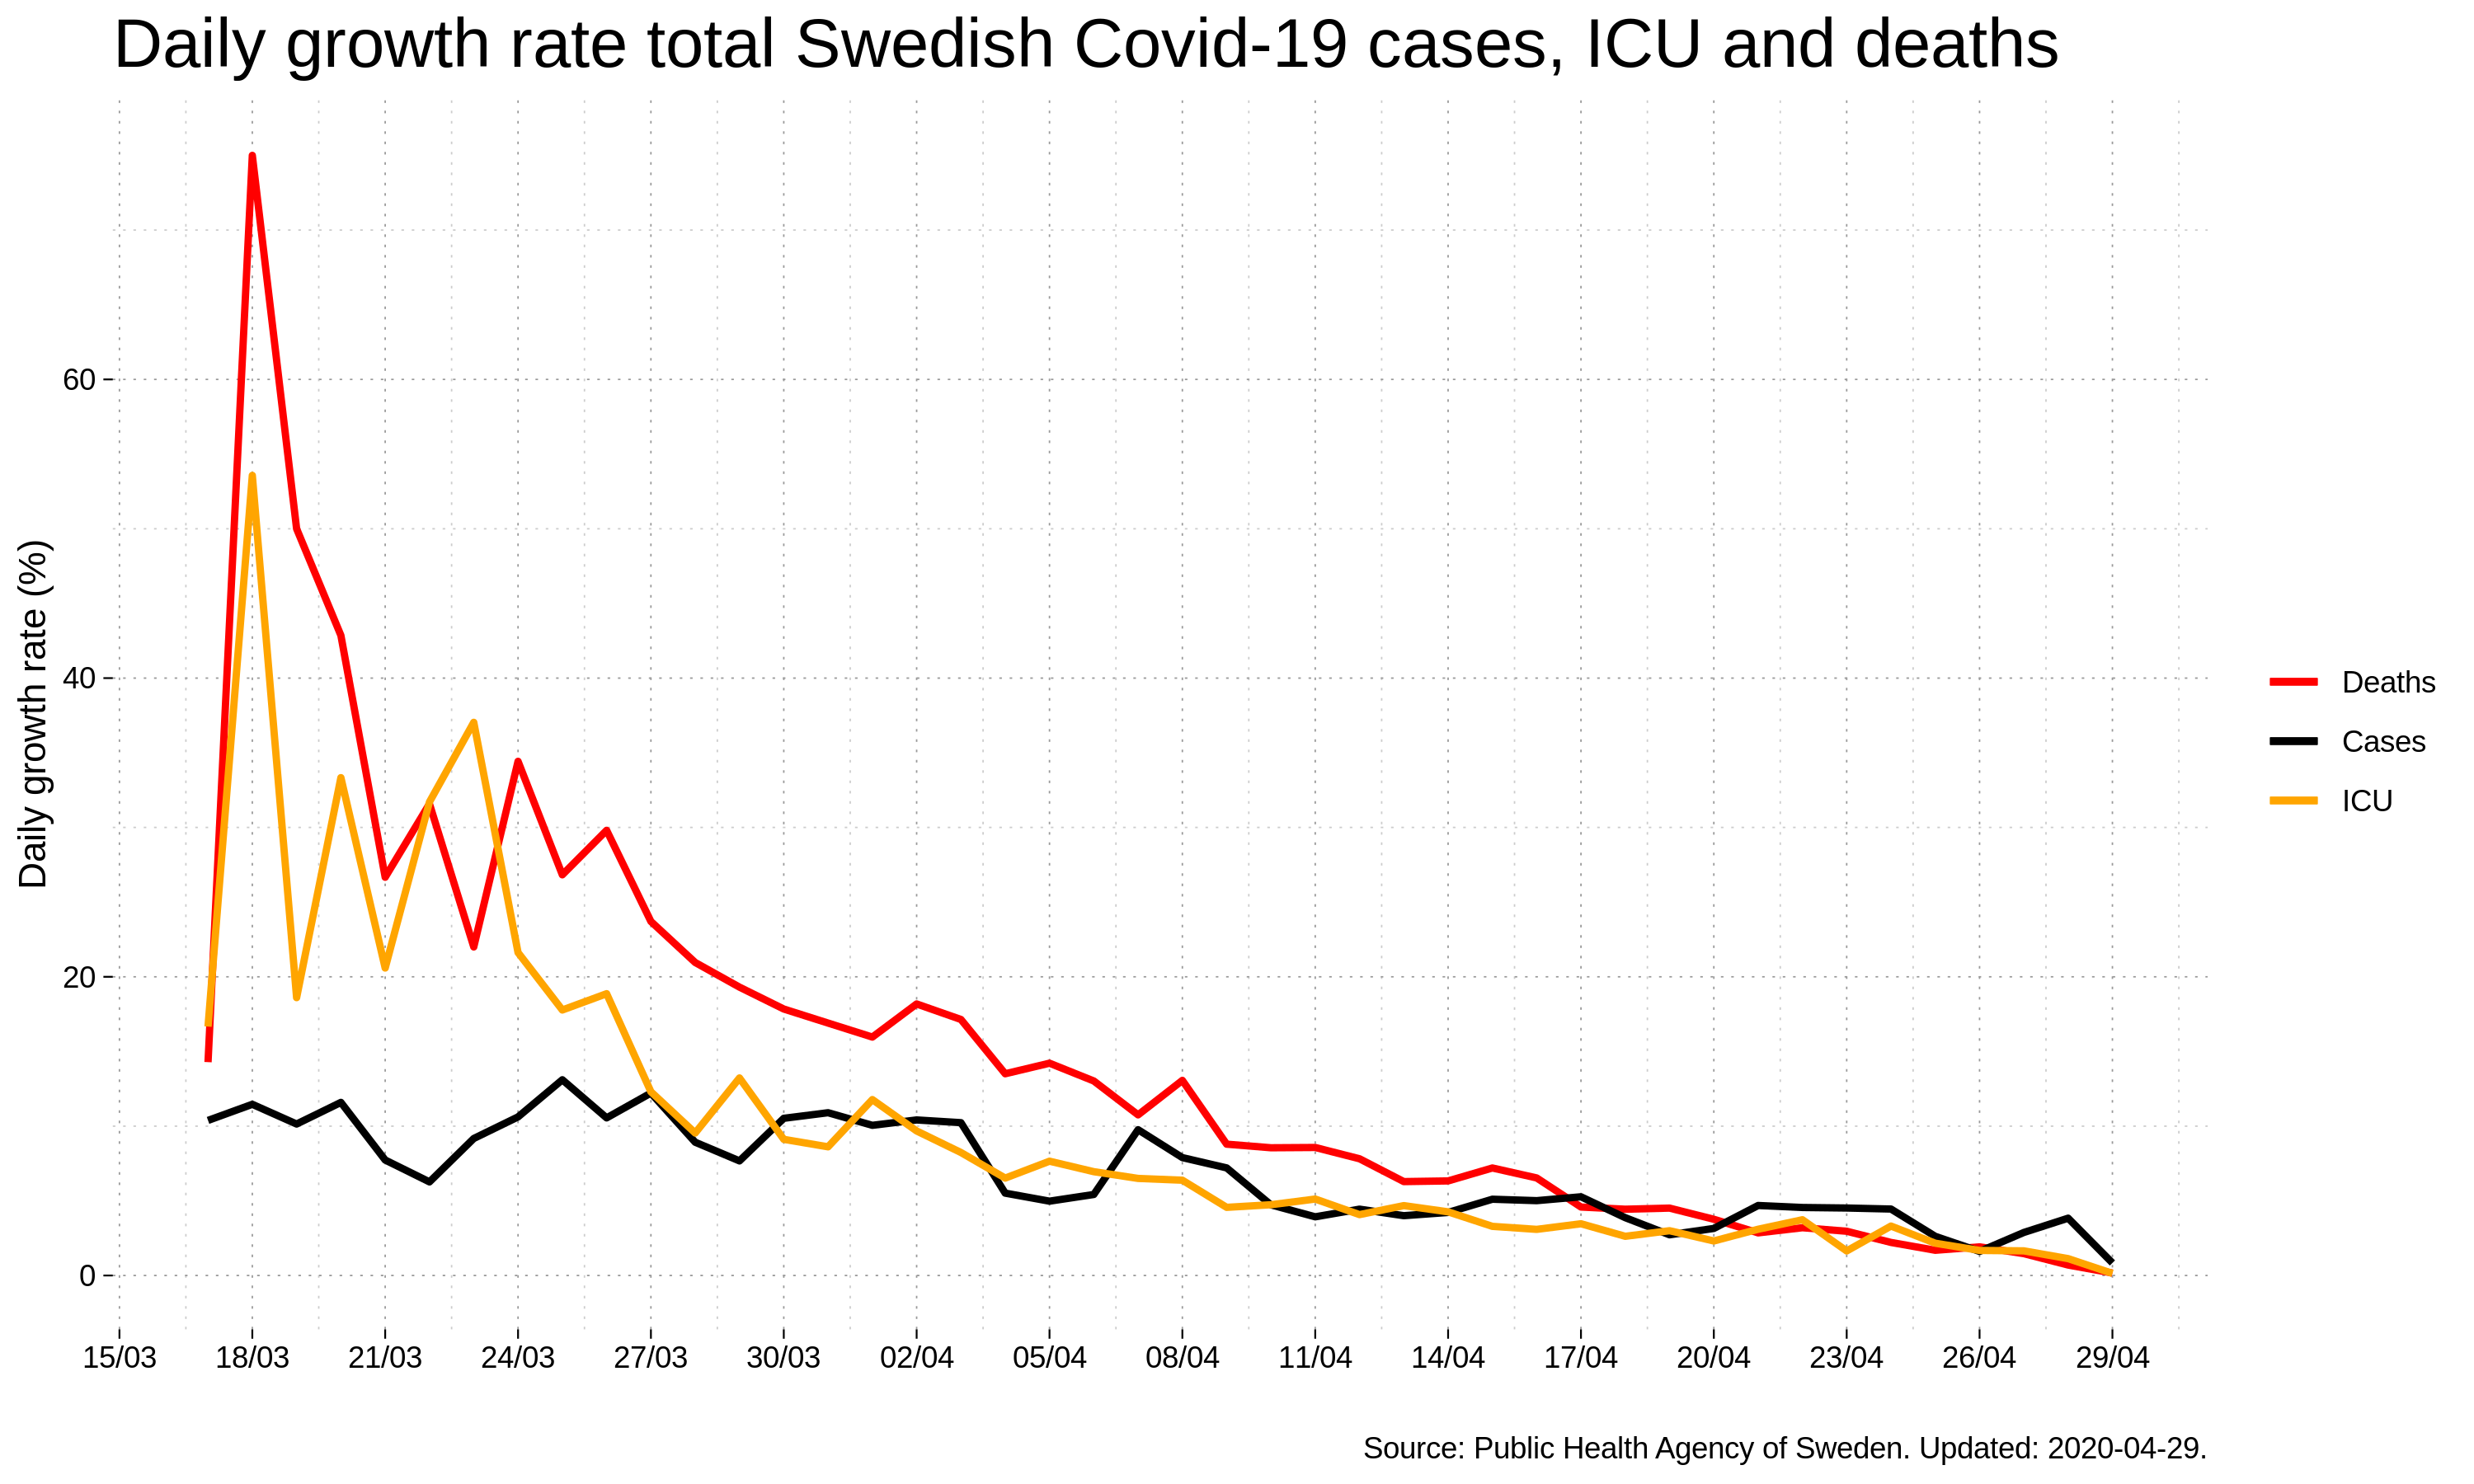 Daily growth rate total Swedish Covid-19 cases, ICU and deaths
Daily growth rate (%)
60
40
20
0
15/03 18/03 21/03 24/03 27/03 30/03 02/04 05/04 08/04 11/04 14/04 17/04 20/04 23/04 26/04 29/04
Deaths
Cases
ICU
Source: Public Health Agency of Sweden. Updated: 2020-04-29.